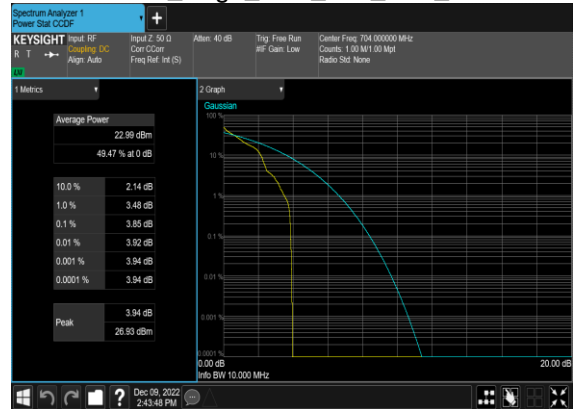 Spectrum Analyzer 1
Power Stat CCDF
KEYSIGHT
R T
LW
Input: RF
Coupling: DC
Align: Auto
Input Z: 50 Ω
Corr CCorr
Freq Ref: Int (S)
Atten: 40 dB
Trig: Free Run
#IF Gain: Low
Center Freq: 704.000000 MHz
Counts: 1.00 M/1.00 Mpt
Radio Std: None
1 Metrics
Average Power
22.99 dBm
49.47 % at 0 dB
10.0 % 2.14 dB
1.0 % 3.48 dB
0.1 % 3.85 dB
0.01 % 3.92 dB
0.001 % 3.94 dB
0.0001 % 3.94 dB
Peak
3.94 dB
26.93 dBm
2 Graph
Gaussian
100 %
10 %
1 %
0.1 %
0.01 %
0.001 %
0.0001 %
0.00 dB 20.00 dB
Info BW 10.000 MHz
?
Dec 09, 2022
2:43:48 PM